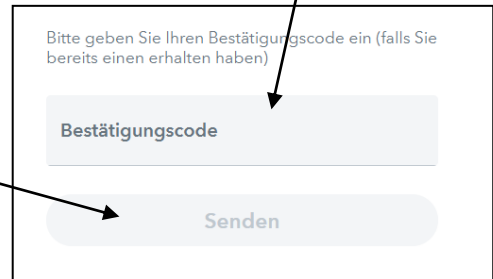 Bitte geben Sie Ihren Bestätigungscode ein (falls Sie
bereits einen erhalten haben)
Bestätigungscode
Senden